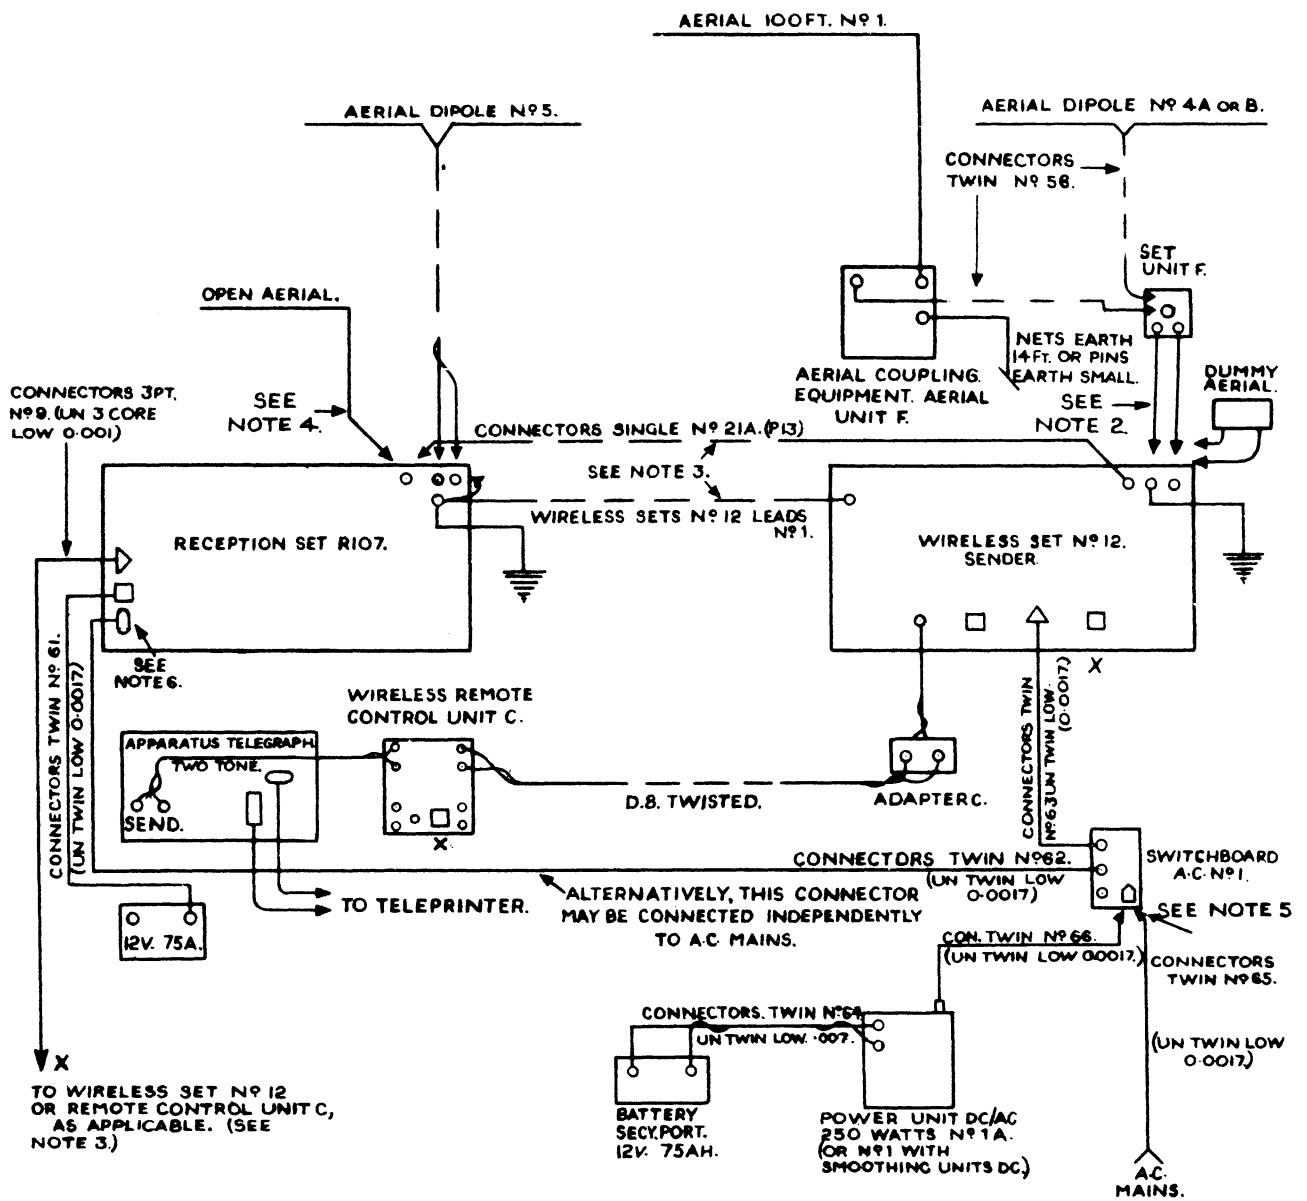 AERIAL 100FT. Nº 1.
AERIAL DIPOLE Nº 5.
AERIAL DIPOLE Nº 4A OR B.
CONNECTORS
TWIN Nº 56.
SET
UNIT F.
OPEN AERIAL.
NETS EARTH
14FT. OR PINS
EARTH SMALL.
AERIAL COUPLING.
EQUIPMENT. AERIAL
UNIT F.
DUMMY
AERIAL.
CONNECTORS 3PT.
Nº 9. (UN 3 CORE
LOW 0.001)
SEE
NOTE 4.
SEE
NOTE 2.
CONNECTORS SINGLE Nº 21A. (P13)
SEE NOTE 3.
WIRELESS SETS Nº 12 LEADS
Nº 1.
RECEPTION SET R107.
WIRELESS SET Nº 12.
SENDER.
SEE
NOTE 6.
X
CONNECTORS TWIN Nº 61.
(UN TWIN LOW 0.0017)
WIRELESS REMOTE
CONTROL UNIT C.
CONNECTORS TWIN
Nº 63 UN TWIN LOW.
(0.0017.)
APPARATUS TELEGRAPH
TWO TONE.
SEND.
X
D.8. TWISTED.
ADAPTER C.
CONNECTORS TWIN Nº 62.
(UN TWIN LOW
0.0017)
SWITCHBOARD
A.C. Nº 1.
ALTERNATIVELY, THIS CONNECTOR
MAY BE CONNECTED INDEPENDENTLY
TO A.C. MAINS.
TO TELEPRINTER.
SEE NOTE 5
12V. 75A.
CON. TWIN Nº 66.
(UN TWIN LOW 0.0017.)
CONNECTORS
TWIN Nº 65.
CONNECTORS. TWIN Nº 64
UN TWIN LOW. .007.
(UN TWIN LOW
0.0017.)
X
TO WIRELESS SET Nº 12
OR REMOTE CONTROL UNIT C,
AS APPLICABLE. (SEE
NOTE 3.)
BATTERY
SECY. PORT.
12V. 75AH.
POWER UNIT DC/AC
250 WATTS Nº 1A.
(OR Nº 1 WITH
SMOOTHING UNITS DC.)
A.C.
MAINS.